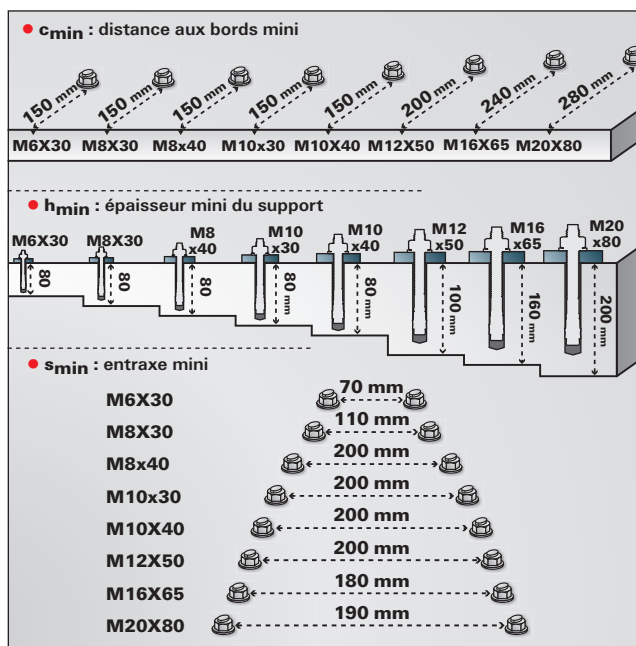 cmin : distance aux bords mini
150 mm 150 mm 150 mm 150 mm 150 mm 200 mm 240 mm 280 mm
M6X30 M8X30 M8x40 M10x30 M10X40 M12X50 M16X65 M20X80
hmin : épaisseur mini du support
M6X30 M8X30 M8 x40 M10 x30 M10 x40 M12 x50 M16 x65 M20 x80
80 80 80 80 mm 80 mm 100 mm 160 mm 200 mm
smin : entraxe mini
M6X30 70 mm
M8X30 110 mm
M8x40 200 mm
M10x30 200 mm
M10X40 200 mm
M12X50 200 mm
M16X65 180 mm
M20X80 190 mm